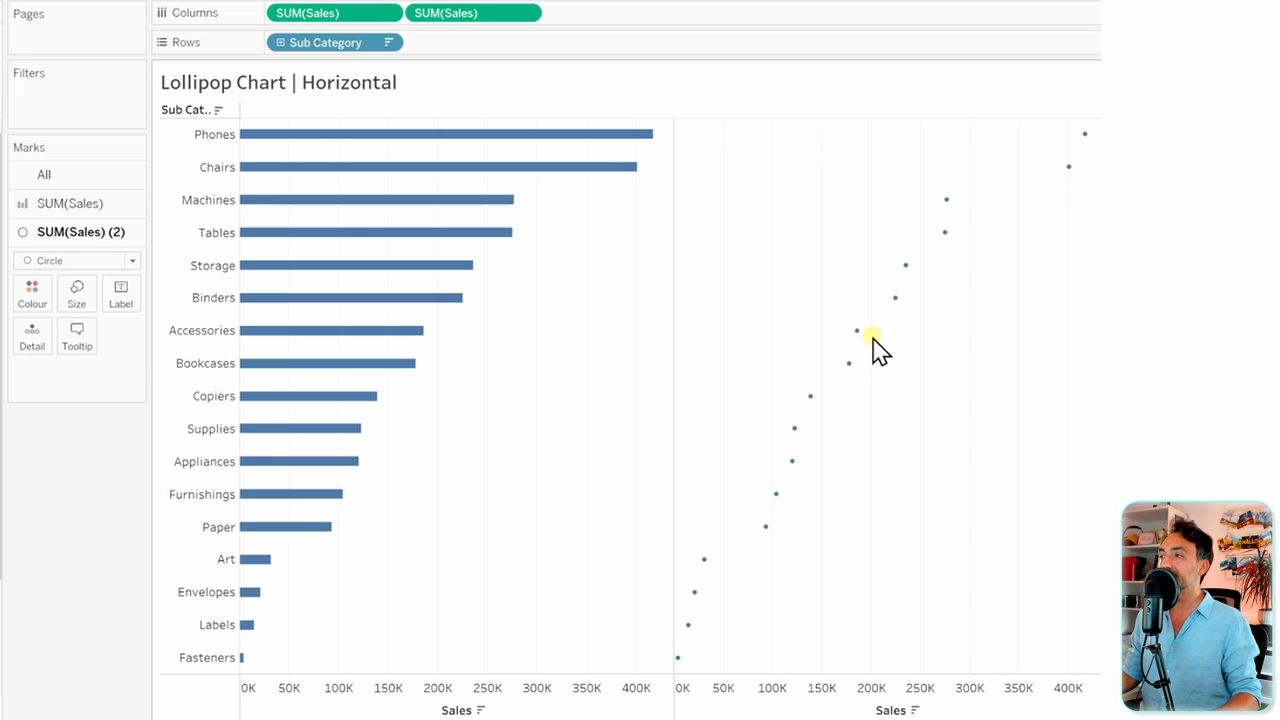 Pages
Columns SUM(Sales) SUM(Sales)
Rows Sub Category
Filters
Marks
All
SUM(Sales)
SUM(Sales) (2)
Circle
Colour Size Label
Detail Tooltip
Lollipop Chart | Horizontal
Sub Cat..
Phones
Chairs
Machines
Tables
Storage
Binders
Accessories
Bookcases
Copiers
Supplies
Appliances
Furnishings
Paper
Art
Envelopes
Labels
Fasteners
0K 50K 100K 150K 200K 250K 300K 350K 400K 0K 50K 100K 150K 200K 250K 300K 350K 400K
Sales Sales